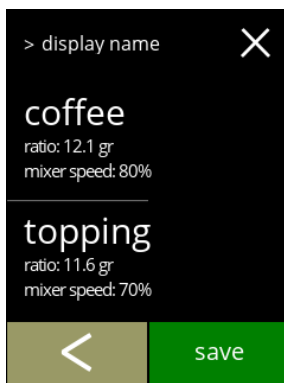 > display name
coffee
ratio: 12.1 gr
mixer speed: 80%
topping
ratio: 11.6 gr
mixer speed: 70%
save